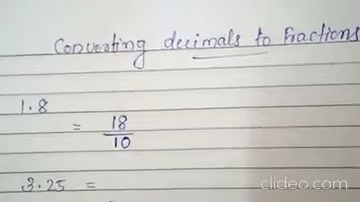 Converting decimals to Fractions
1.8
= 18/10
3.25 =
clideo.com